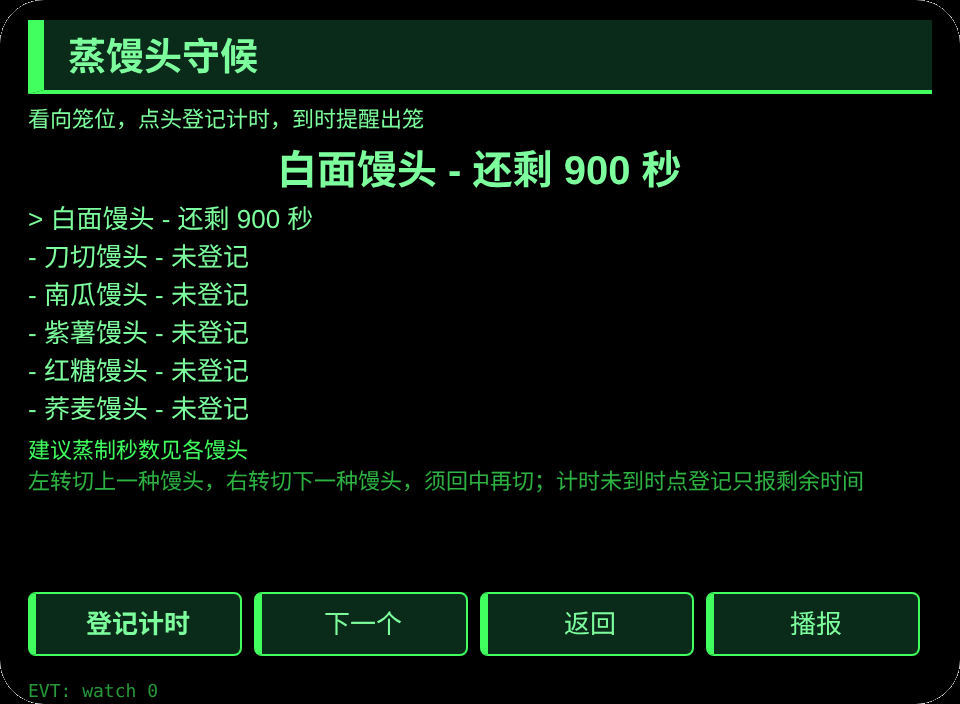 蒸馒头守候
看向笼位，点头登记计时，到时提醒出笼
白面馒头 - 还剩 900 秒
> 白面馒头 - 还剩 900 秒
- 刀切馒头 - 未登记
- 南瓜馒头 - 未登记
- 紫薯馒头 - 未登记
- 红糖馒头 - 未登记
- 荞麦馒头 - 未登记
建议蒸制秒数见各馒头
左转切上一种馒头，右转切下一种馒头，须回中再切；计时未到时点登记只报剩余时间
登记计时 下一个 返回 播报
EVT: watch 0